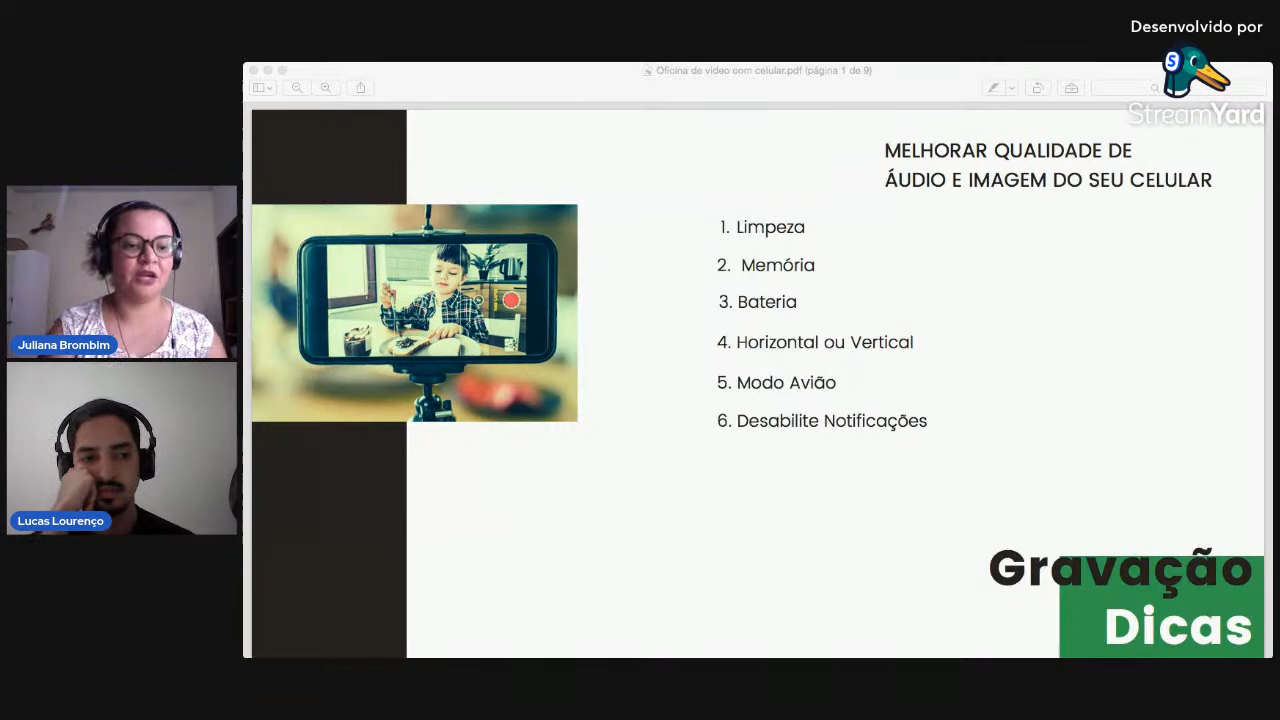 Desenvolvido por
StreamYard
Oficina de video com celular.pdf (página 1 de 9)
MELHORAR QUALIDADE DE
ÁUDIO E IMAGEM DO SEU CELULAR
1. Limpeza
2. Memória
3. Bateria
4. Horizontal ou Vertical
5. Modo Avião
6. Desabilite Notificações
Juliana Brombim
Lucas Lourenço
Gravação
Dicas